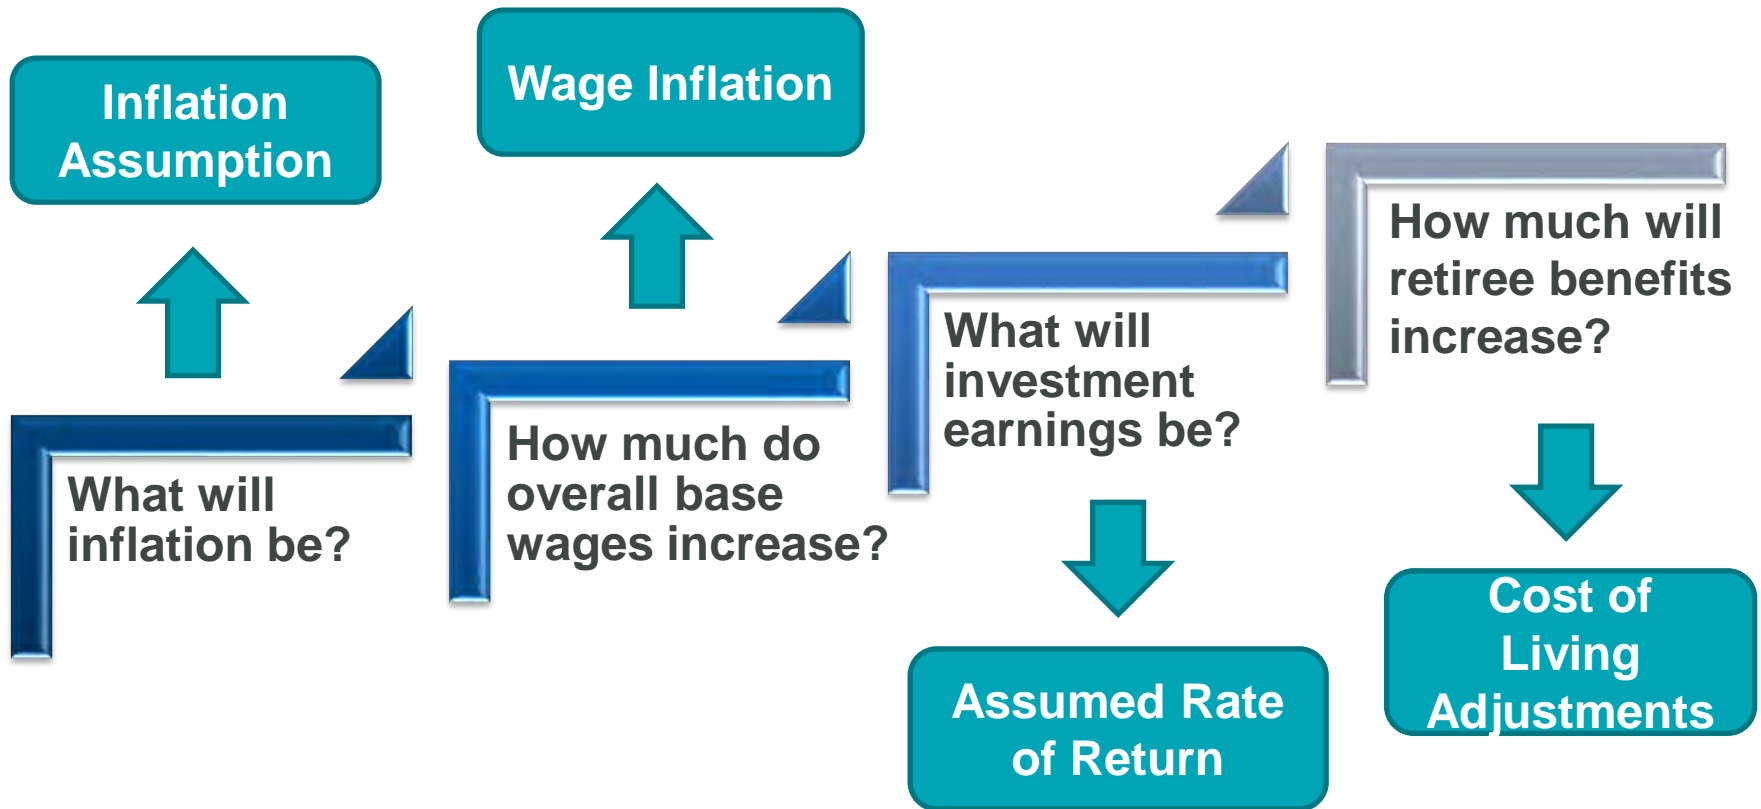 Inflation
Assumption
Wage Inflation
What will
inflation be?
How much do
overall base
wages increase?
What will
investment
earnings be?
How much will
retiree benefits
increase?
Assumed Rate
of Return
Cost of
Living
Adjustments